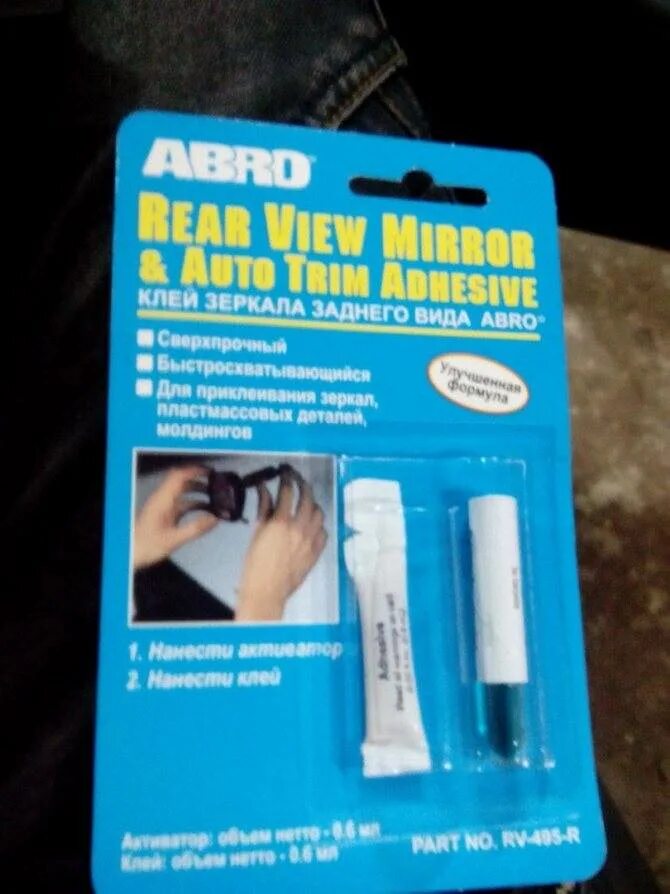 ABRO
REAR VIEW MIRROR
& AUTO TRIM ADHESIVE
КЛЕЙ ЗЕРКАЛА ЗАДНЕГО ВИДА ABRO®
Сверхпрочный
Быстросхватывающийся
Для приклеивания зеркал,
пластмассовых деталей,
молдингов
Улучшенная
формула
Adhesive
1. Нанести активатор
2. Нанести клей
Активатор: объем нетто - 0.6 мл
Клей: объем нетто - 0.6 мл
PART NO. RV-495-R